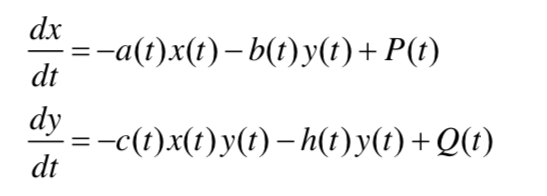 dx/dt = -a(t)x(t) - b(t)y(t) + P(t)
dy/dt = -c(t)x(t)y(t) - h(t)y(t) + Q(t)